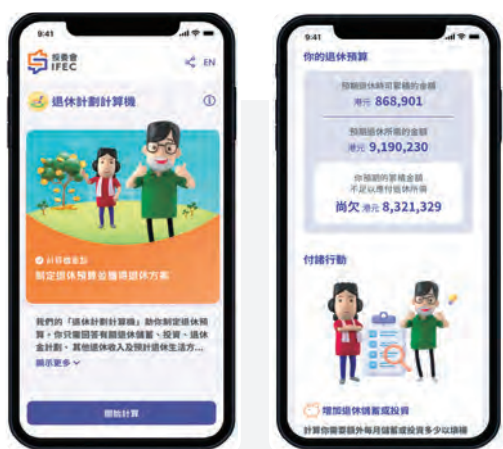 9:41
投委會
IFEC
EN
退休計劃計算機
計算機重點
制定退休預算並獲得退休方案
我們的「退休計劃計算機」助你制定退休預
算。你只需回答有關退休儲蓄、投資、退休
金計劃、其他退休收入及預計退休生活方...
顯示更多
開始計算
9:41
你的退休預算
預期退休時可累積的金額
港元 868,901
預期退休所需的金額
港元 9,190,230
你預期的累積金額
不足以應付退休所需
尚欠 港元 8,321,329
付諸行動
增加退休儲蓄或投資
計算你需要額外每月儲蓄或投資多少以填補